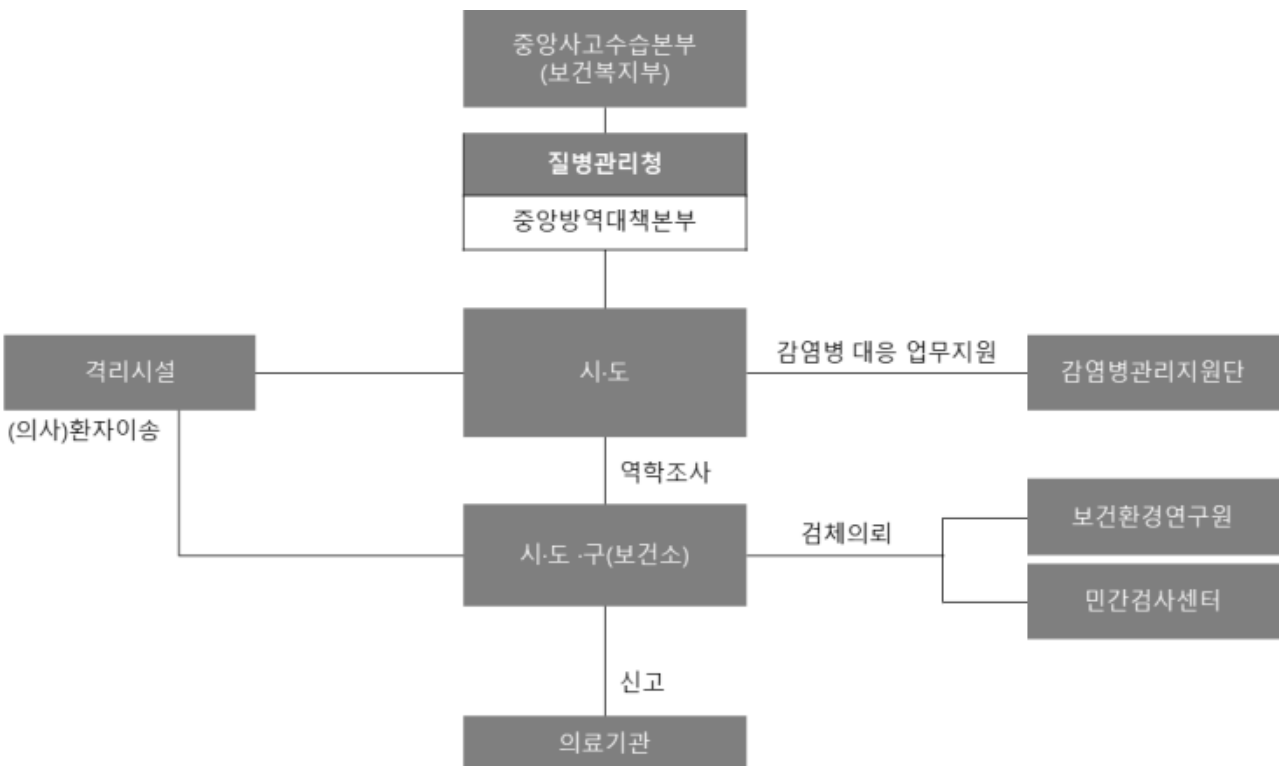 중앙사고수습본부
(보건복지부)
질병관리청
중앙방역대책본부
격리시설
시·도
감염병 대응 업무지원
감염병관리지원단
(의사)환자이송
역학조사
시·도 ·구(보건소)
검체의뢰
보건환경연구원
민간검사센터
신고
의료기관